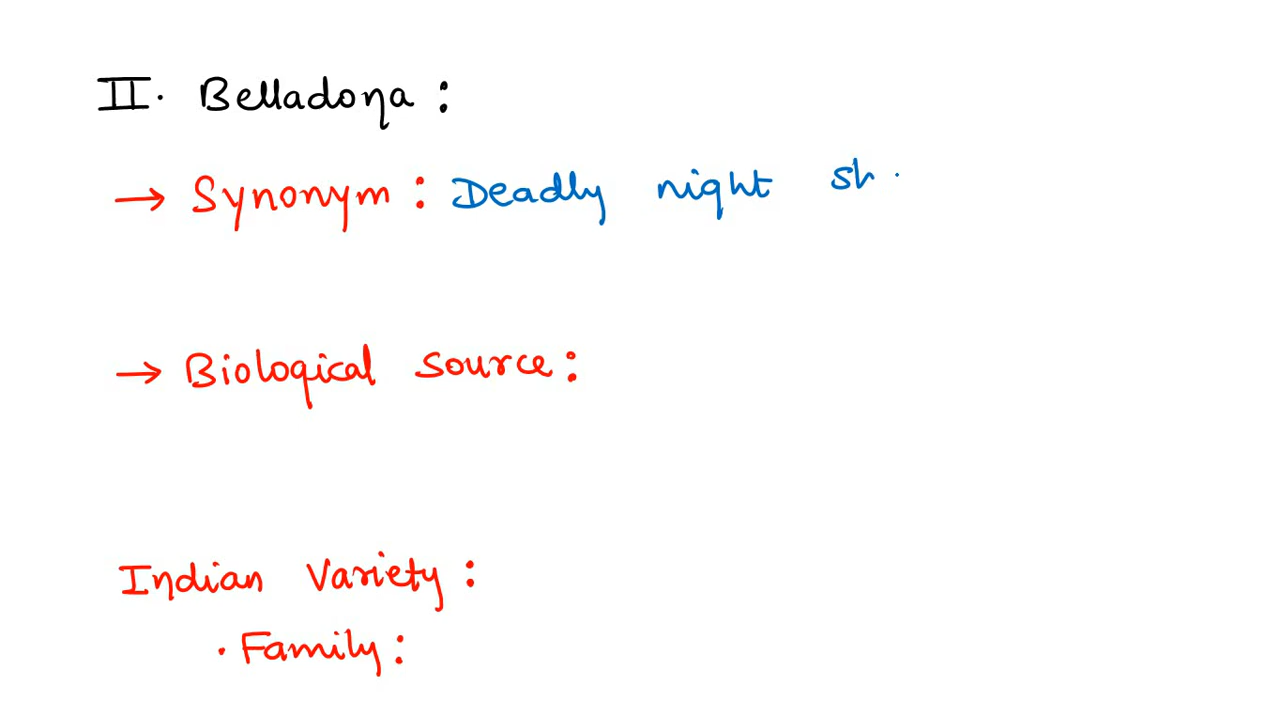 II. Belladona :
→ Synonym : Deadly night sh
→ Biological source :
Indian Variety :
· Family :